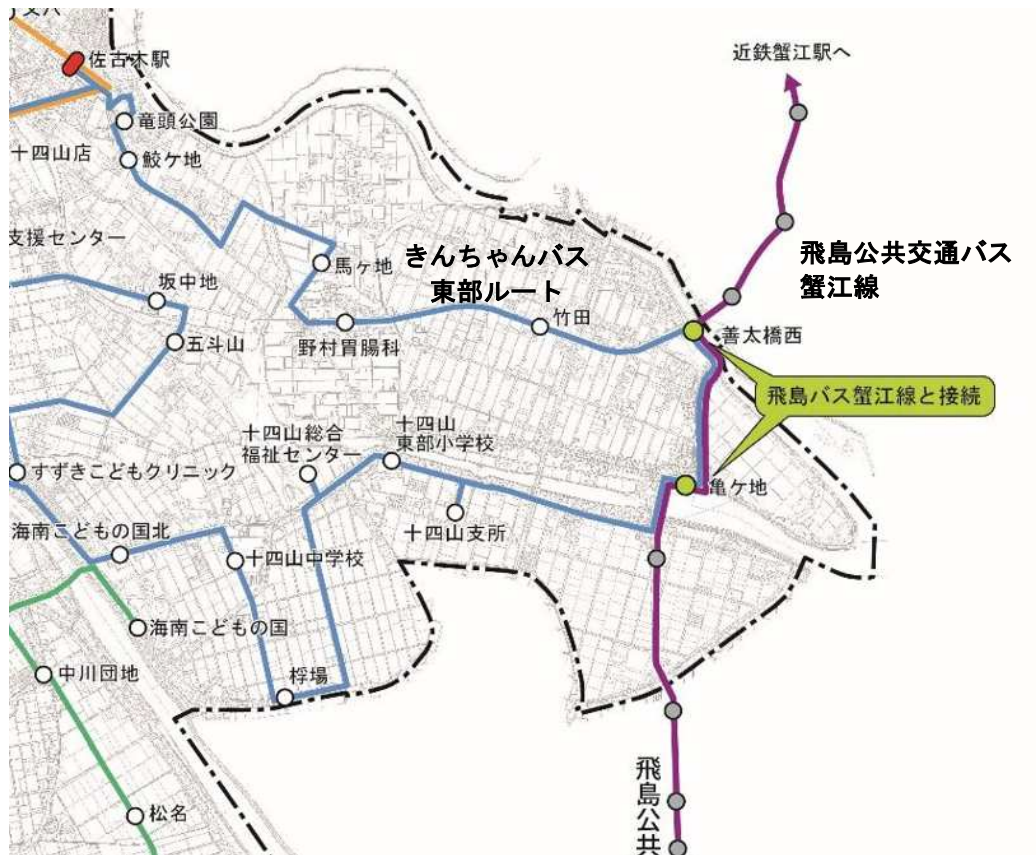 佐古木駅
近鉄蟹江駅へ
竜頭公園
十四山店
鮫ケ地
支援センター
馬ヶ地
きんちゃんバス
東部ルート
飛島公共交通バス
蟹江線
坂中地
五斗山
野村胃腸科
竹田
善太橋西
飛島バス蟹江線と接続
十四山総合
福祉センター
十四山
東部小学校
すずきこどもクリニック
亀ケ地
海南こどもの国北
十四山中学校
十四山支所
海南こどもの国
中川団地
桴場
松名
飛島公共